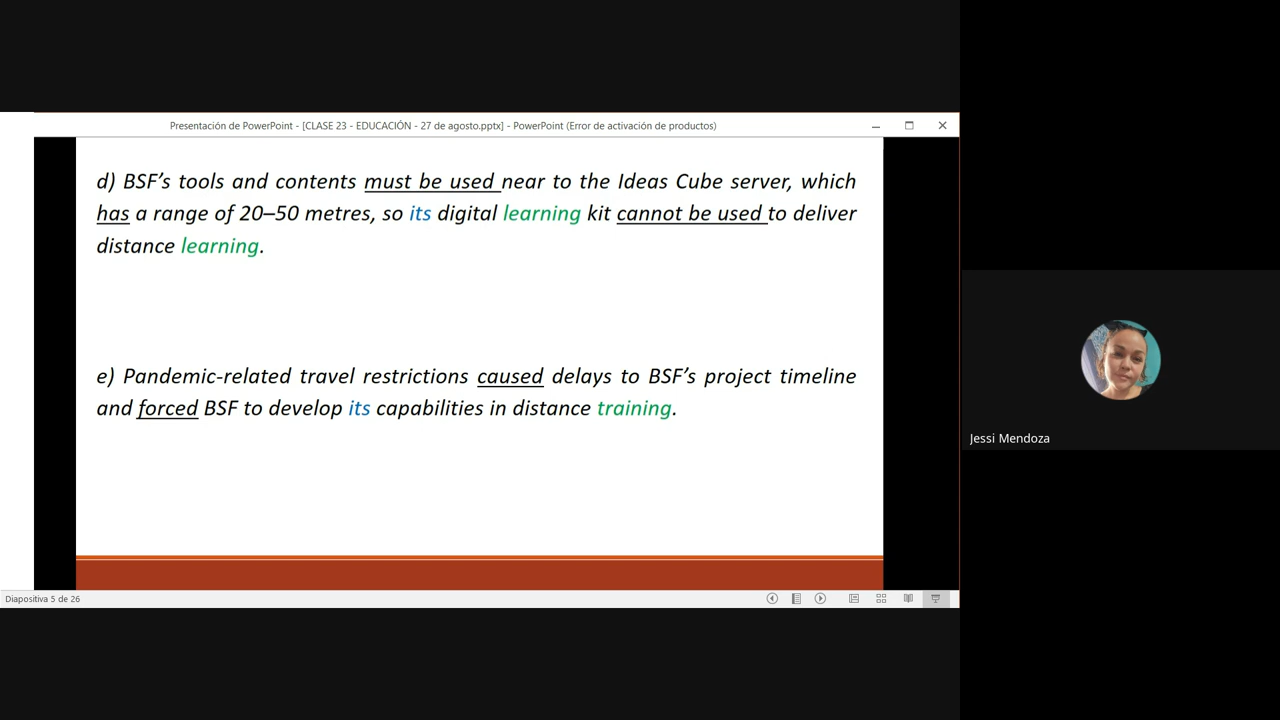 Presentación de PowerPoint - [CLASE 23 - EDUCACIÓN - 27 de agosto.pptx] - PowerPoint (Error de activación de productos)
d) BSF’s tools and contents must be used near to the Ideas Cube server, which
has a range of 20–50 metres, so its digital learning kit cannot be used to deliver
distance learning.
e) Pandemic-related travel restrictions caused delays to BSF’s project timeline
and forced BSF to develop its capabilities in distance training.
Jessi Mendoza
Diapositiva 5 de 26